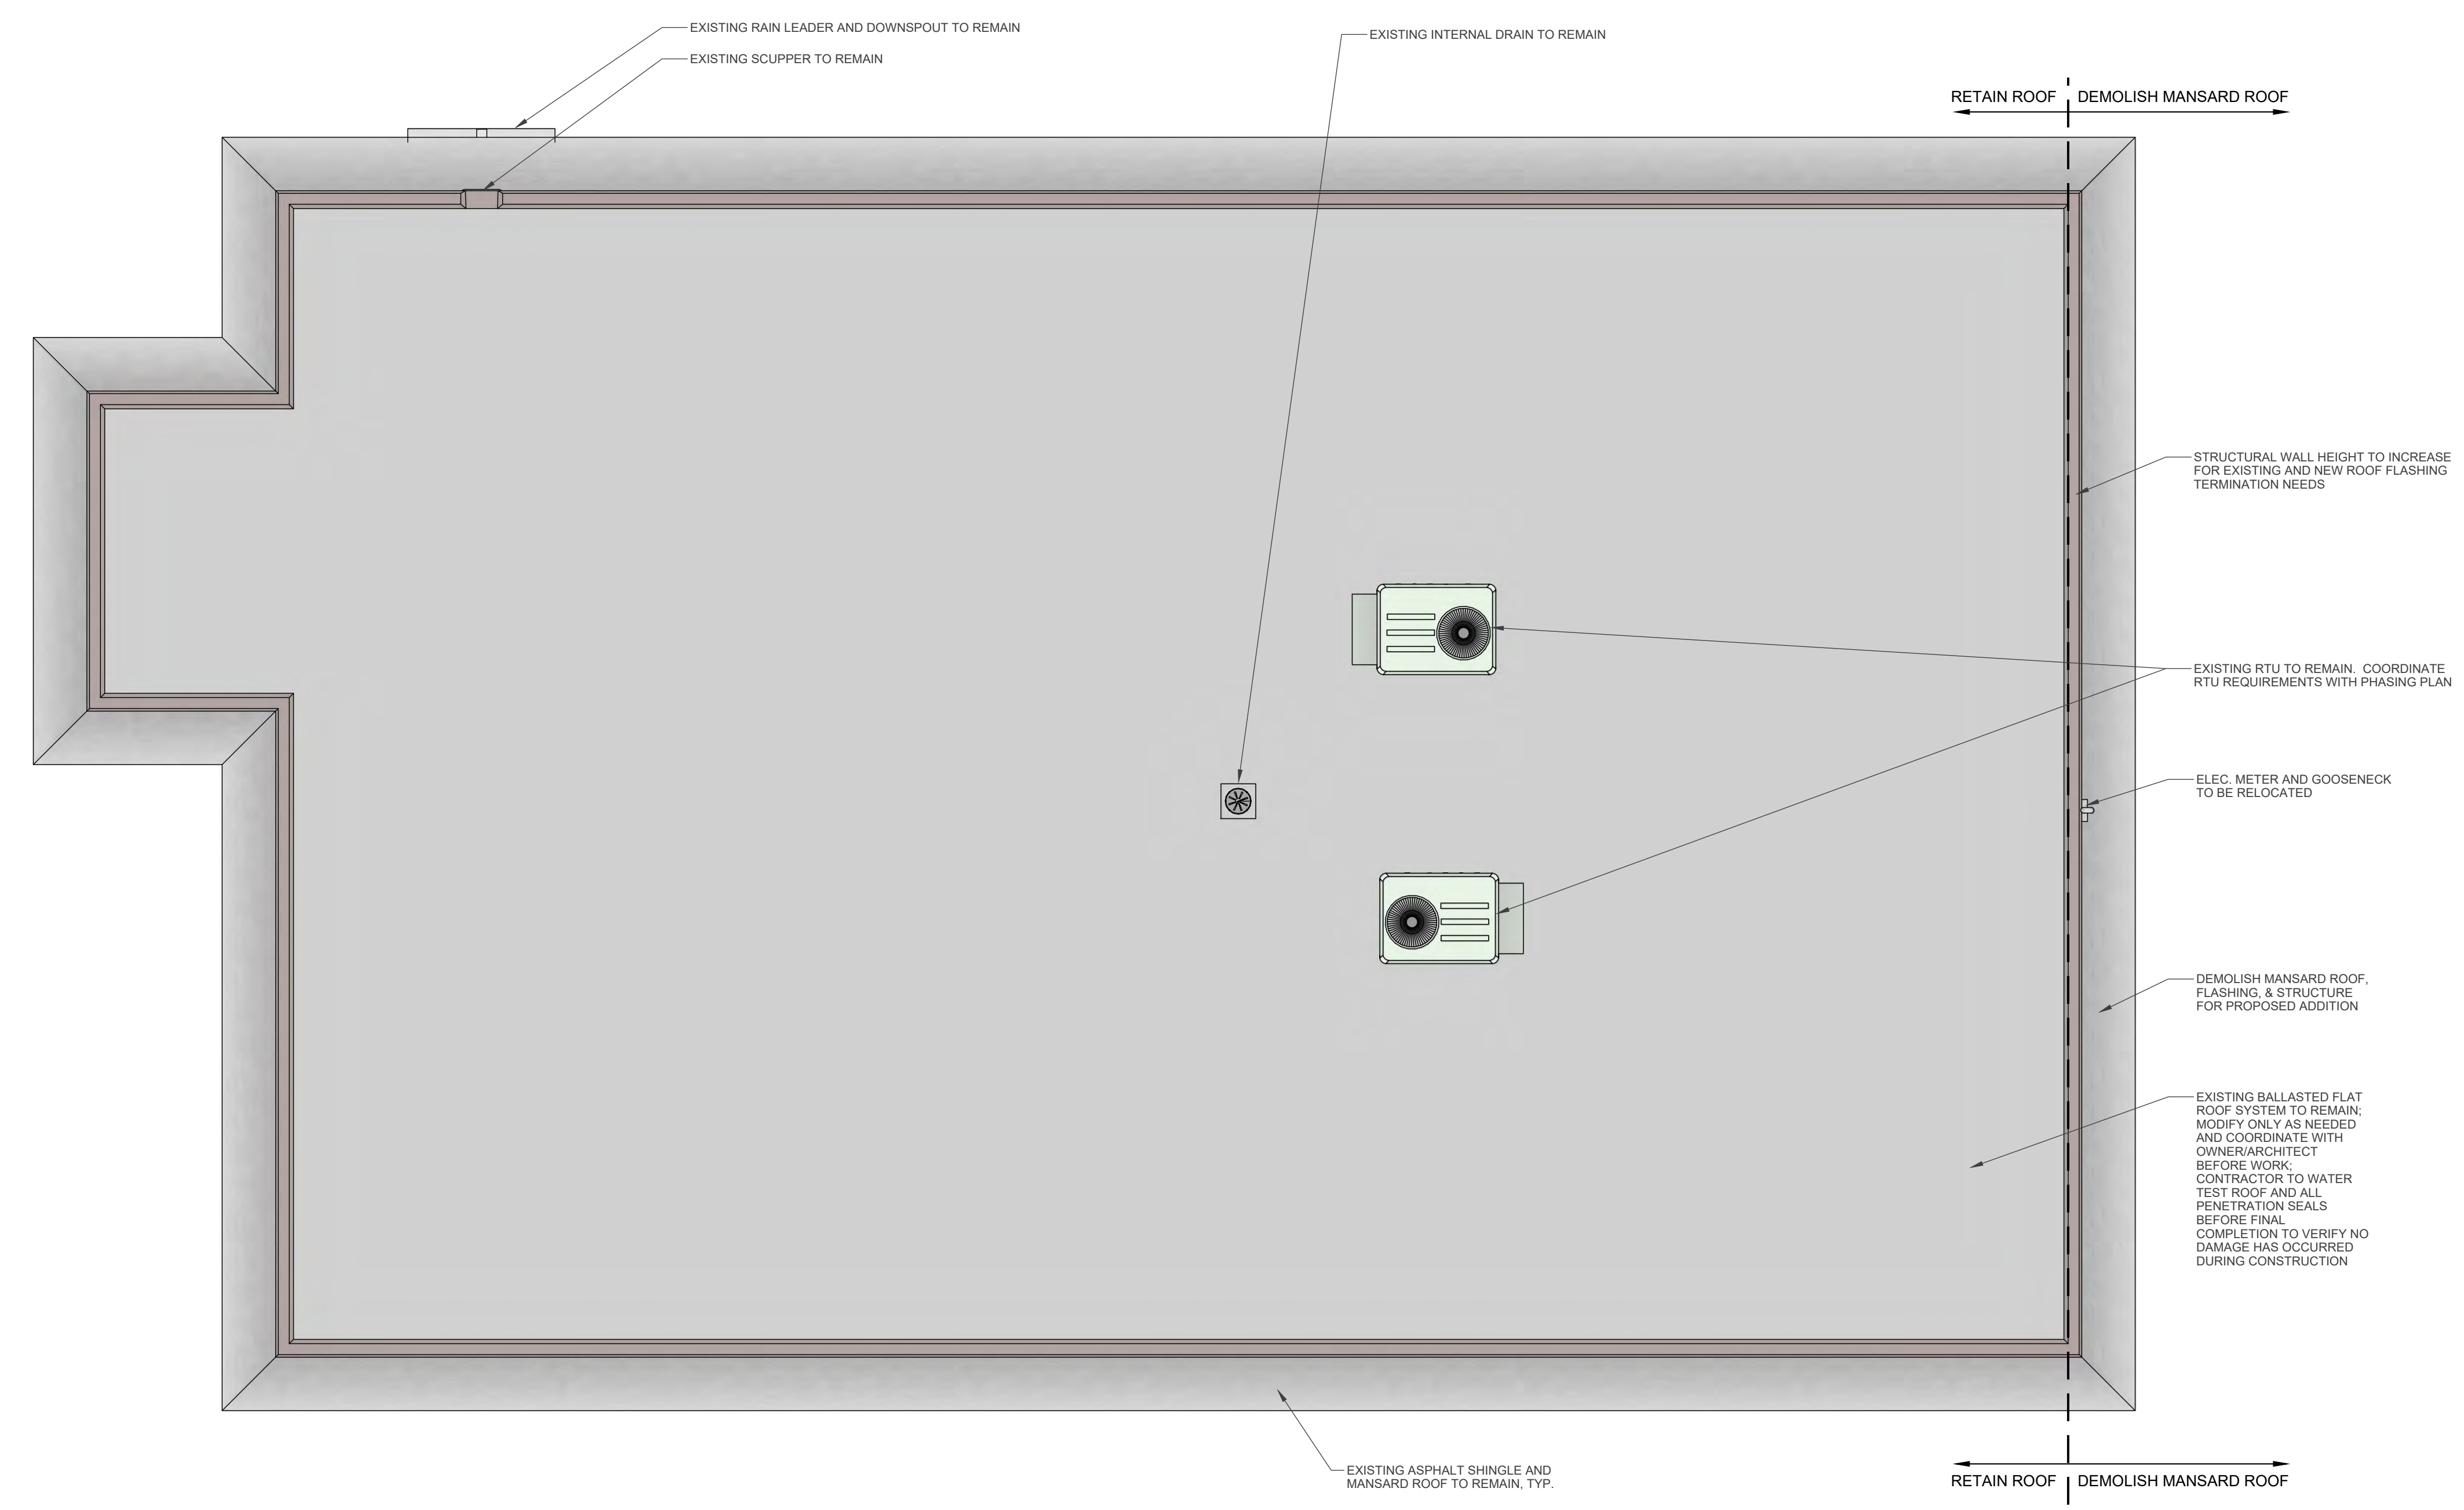 EXISTING RAIN LEADER AND DOWNSPOUT TO REMAIN
EXISTING SCUPPER TO REMAIN
EXISTING INTERNAL DRAIN TO REMAIN
RETAIN ROOF
DEMOLISH MANSARD ROOF
STRUCTURAL WALL HEIGHT TO INCREASE
FOR EXISTING AND NEW ROOF FLASHING
TERMINATION NEEDS
EXISTING RTU TO REMAIN. COORDINATE
RTU REQUIREMENTS WITH PHASING PLAN
ELEC. METER AND GOOSENECK
TO BE RELOCATED
DEMOLISH MANSARD ROOF,
FLASHING, & STRUCTURE
FOR PROPOSED ADDITION
EXISTING BALLASTED FLAT
ROOF SYSTEM TO REMAIN;
MODIFY ONLY AS NEEDED
AND COORDINATE WITH
OWNER/ARCHITECT
BEFORE WORK;
CONTRACTOR TO WATER
TEST ROOF AND ALL
PENETRATION SEALS
BEFORE FINAL
COMPLETION TO VERIFY NO
DAMAGE HAS OCCURRED
DURING CONSTRUCTION
EXISTING ASPHALT SHINGLE AND
MANSARD ROOF TO REMAIN, TYP.
RETAIN ROOF
DEMOLISH MANSARD ROOF